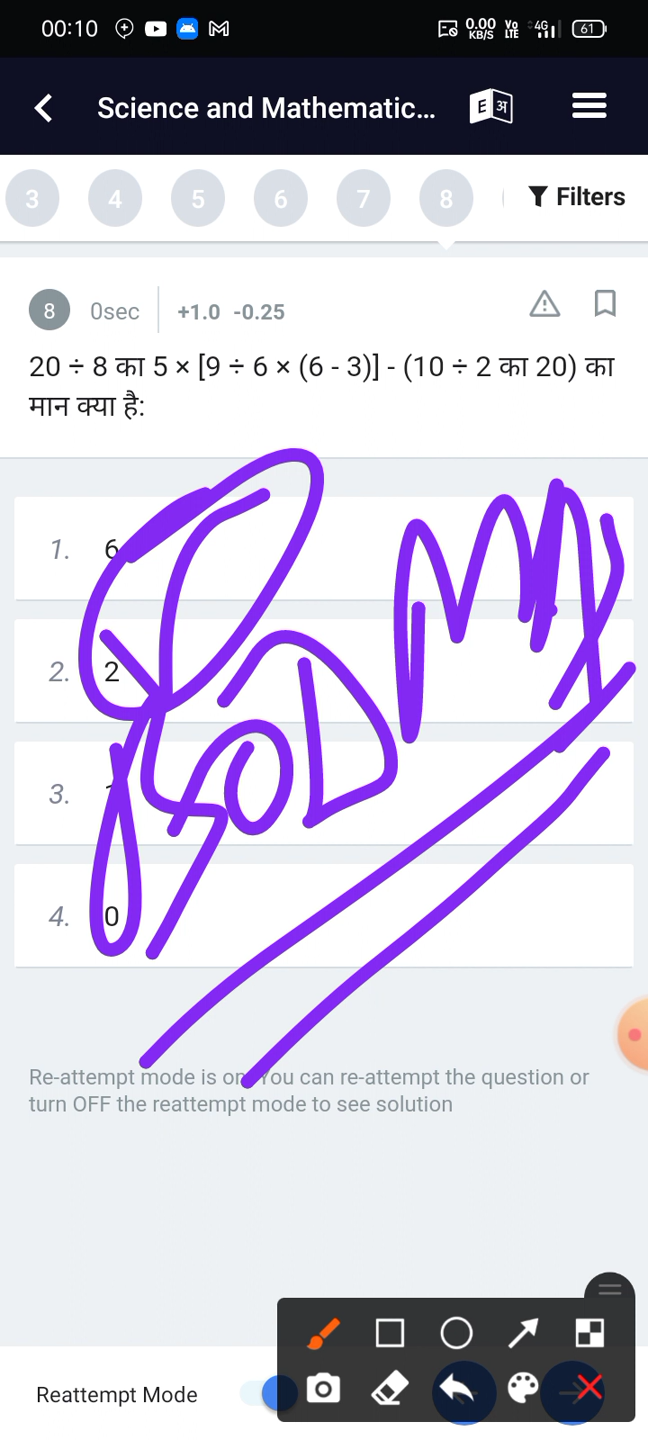 00:10 0.00 KB/S Vo LTE 4G 61
Science and Mathematic... E अ
3 4 5 6 7 8 Filters
8 0sec +1.0 -0.25
20 ÷ 8 का 5 × [9 ÷ 6 × (6 - 3)] - (10 ÷ 2 का 20) का
मान क्या है:
1. 6
2. 2
3.
4. 0
Re-attempt mode is on. You can re-attempt the question or
turn OFF the reattempt mode to see solution
Reattempt Mode